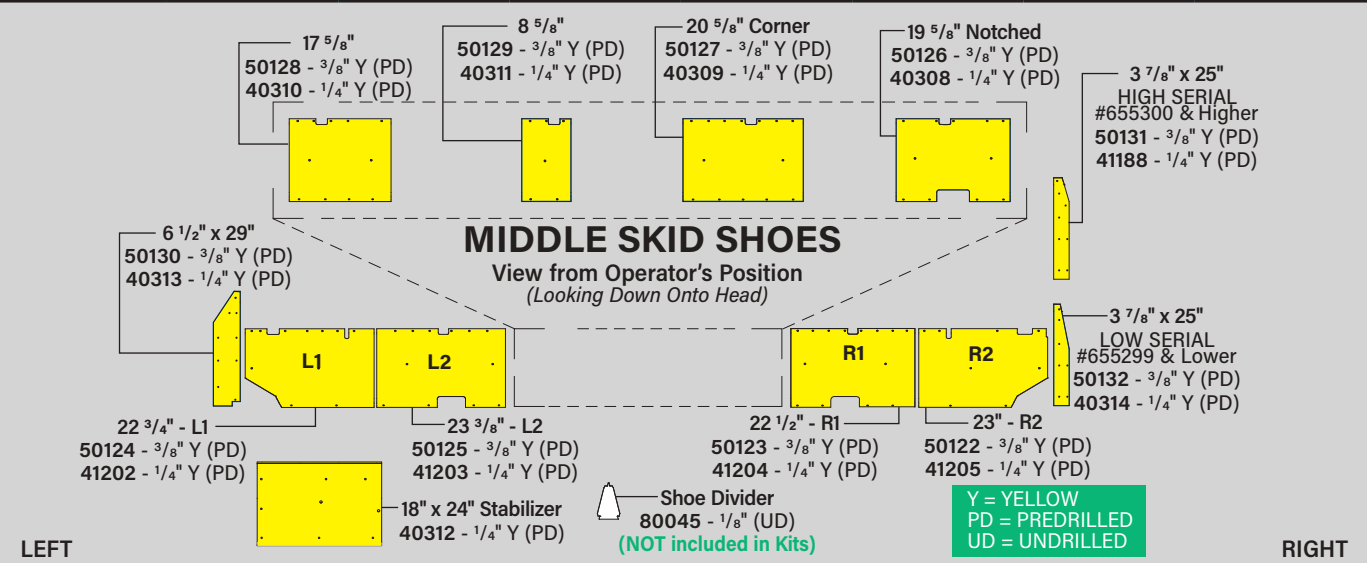 17 5/8"
50128 - 3/8" Y (PD)
40310 - 1/4" Y (PD)
8 5/8"
50129 - 3/8" Y (PD)
40311 - 1/4" Y (PD)
20 5/8" Corner
50127 - 3/8" Y (PD)
40309 - 1/4" Y (PD)
19 5/8" Notched
50126 - 3/8" Y (PD)
40308 - 1/4" Y (PD)
3 7/8" x 25"
HIGH SERIAL
#655300 & Higher
50131 - 3/8" Y (PD)
41188 - 1/4" Y (PD)
6 1/2" x 29"
50130 - 3/8" Y (PD)
40313 - 1/4" Y (PD)
MIDDLE SKID SHOES
View from Operator's Position
(Looking Down Onto Head)
3 7/8" x 25"
LOW SERIAL
#655299 & Lower
50132 - 3/8" Y (PD)
40314 - 1/4" Y (PD)
L1
L2
R1
R2
22 3/4" - L1
50124 - 3/8" Y (PD)
41202 - 1/4" Y (PD)
23 3/8" - L2
50125 - 3/8" Y (PD)
41203 - 1/4" Y (PD)
22 1/2" - R1
50123 - 3/8" Y (PD)
41204 - 1/4" Y (PD)
23" - R2
50122 - 3/8" Y (PD)
41205 - 1/4" Y (PD)
18" x 24" Stabilizer
40312 - 1/4" Y (PD)
Shoe Divider
80045 - 1/8" (UD)
(NOT included in Kits)
Y = YELLOW
PD = PREDRILLED
UD = UNDRILLED
LEFT
RIGHT